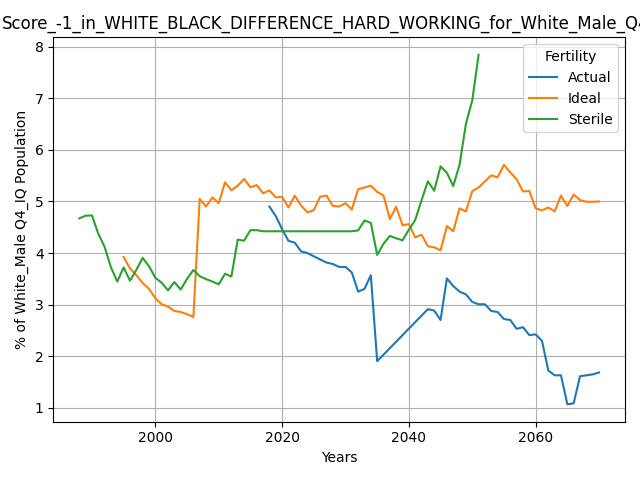 Score_-1_in_WHITE_BLACK_DIFFERENCE_HARD_WORKING_for_White_Male_Q4
8
7
6
5
4
3
2
1
% of White_Male Q4_IQ Population
Fertility
Actual
Ideal
Sterile
2000
2020
2040
2060
Years